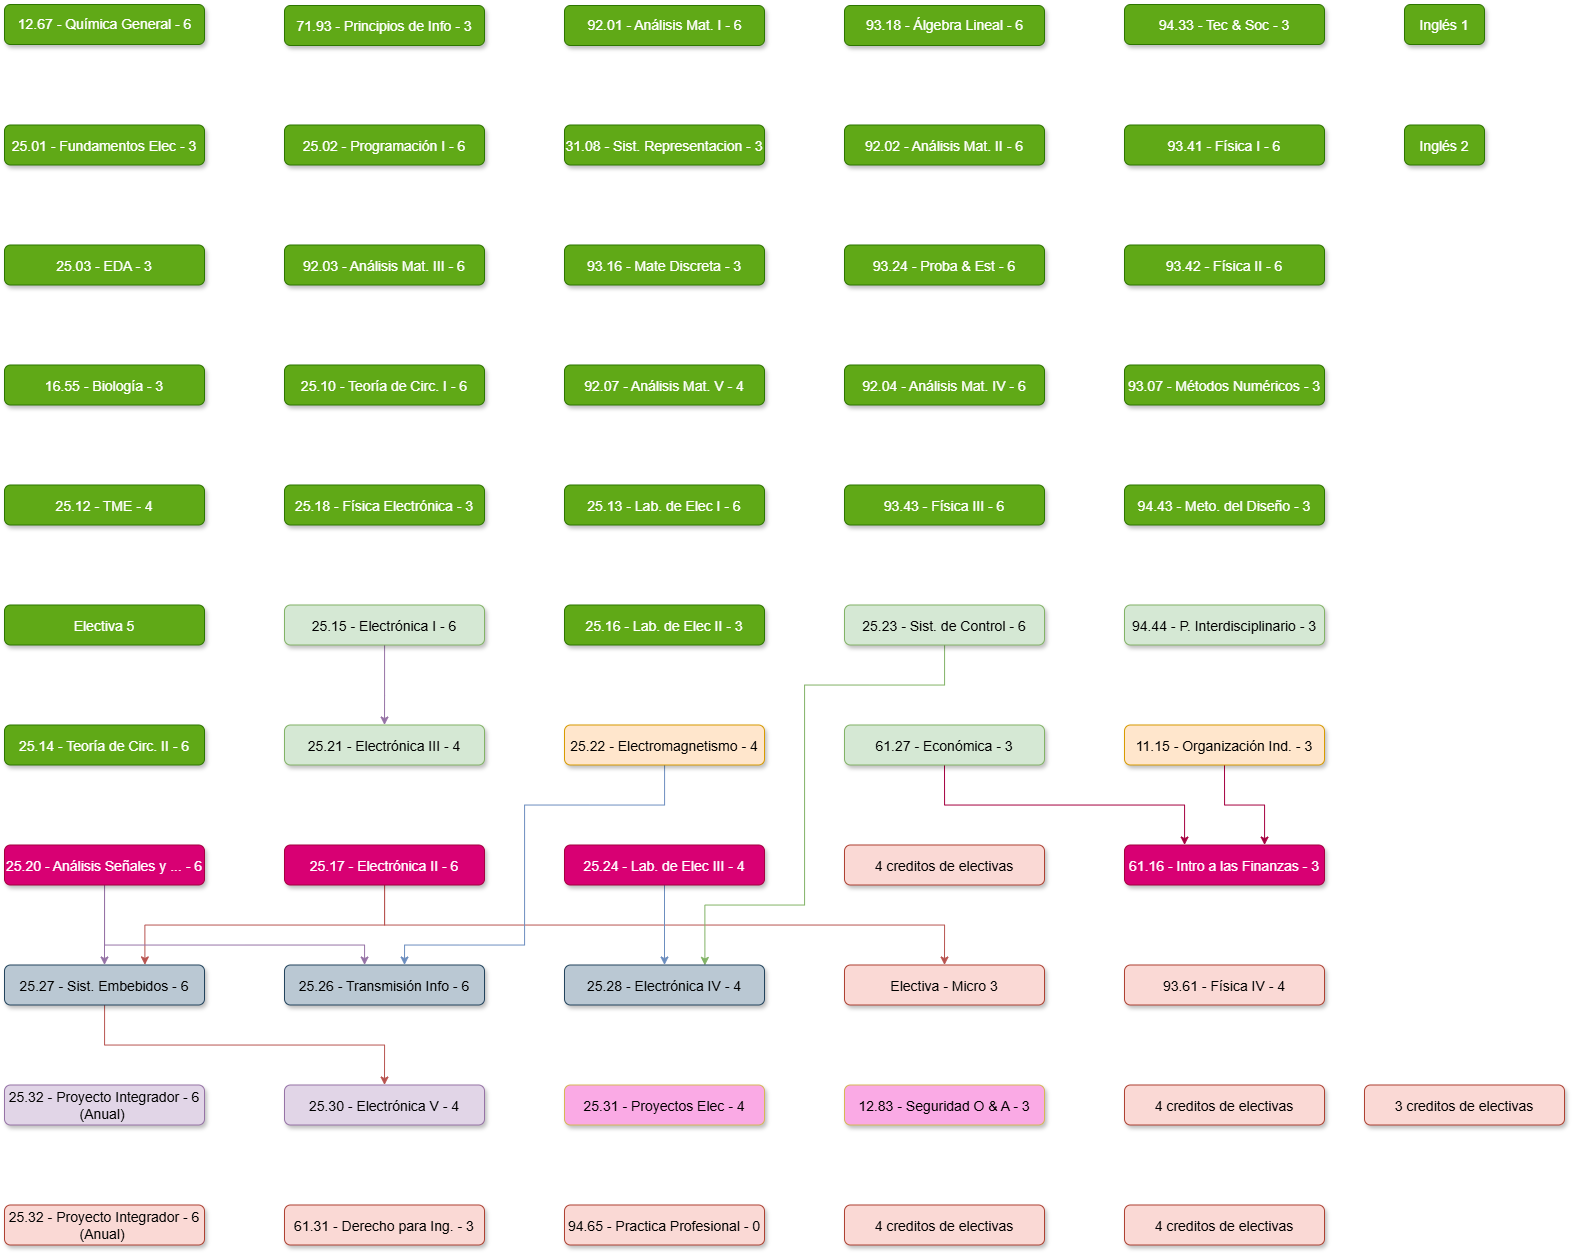 12.67 - Química General - 6
71.93 - Principios de Info - 3
92.01 - Análisis Mat. I - 6
93.18 - Álgebra Lineal - 6
94.33 - Tec & Soc - 3
Inglés 1
25.01 - Fundamentos Elec - 3
25.02 - Programación I - 6
31.08 - Sist. Representacion - 3
92.02 - Análisis Mat. II - 6
93.41 - Física I - 6
Inglés 2
25.03 - EDA - 3
92.03 - Análisis Mat. III - 6
93.16 - Mate Discreta - 3
93.24 - Proba & Est - 6
93.42 - Física II - 6
16.55 - Biología - 3
25.10 - Teoría de Circ. I - 6
92.07 - Análisis Mat. V - 4
92.04 - Análisis Mat. IV - 6
93.07 - Métodos Numéricos - 3
25.12 - TME - 4
25.18 - Física Electrónica - 3
25.13 - Lab. de Elec I - 6
93.43 - Física III - 6
94.43 - Meto. del Diseño - 3
Electiva 5
25.15 - Electrónica I - 6
25.16 - Lab. de Elec II - 3
25.23 - Sist. de Control - 6
94.44 - P. Interdisciplinario - 3
25.14 - Teoría de Circ. II - 6
25.21 - Electrónica III - 4
25.22 - Electromagnetismo - 4
61.27 - Económica - 3
11.15 - Organización Ind. - 3
25.20 - Análisis Señales y ... - 6
25.17 - Electrónica II - 6
25.24 - Lab. de Elec III - 4
4 creditos de electivas
61.16 - Intro a las Finanzas - 3
25.27 - Sist. Embebidos - 6
25.26 - Transmisión Info - 6
25.28 - Electrónica IV - 4
Electiva - Micro 3
93.61 - Física IV - 4
25.32 - Proyecto Integrador - 6
(Anual)
25.30 - Electrónica V - 4
25.31 - Proyectos Elec - 4
12.83 - Seguridad O & A - 3
4 creditos de electivas
3 creditos de electivas
25.32 - Proyecto Integrador - 6
(Anual)
61.31 - Derecho para Ing. - 3
94.65 - Practica Profesional - 0
4 creditos de electivas
4 creditos de electivas